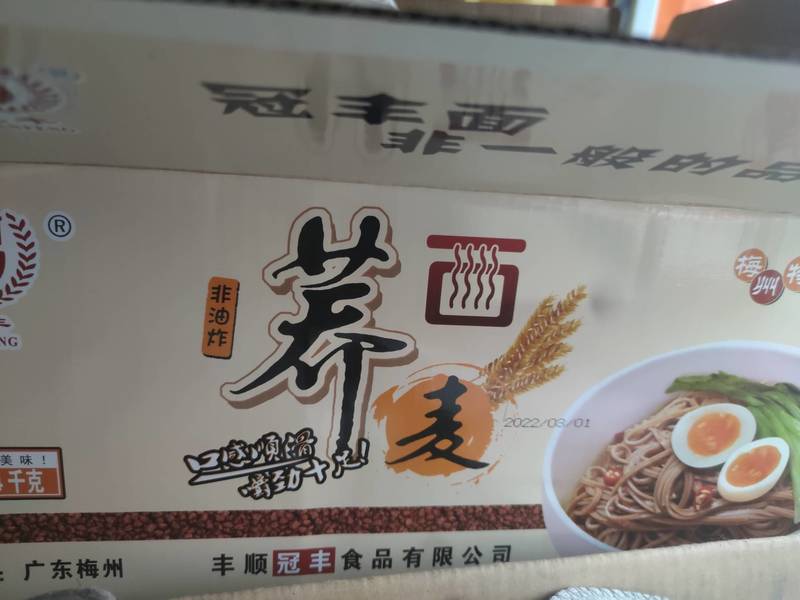 冠丰面
非一般的品
®
非油炸
荞麦面
梅州特
口感顺滑
嚼劲十足!
2022/03/01
美味!
千克
广东梅州
丰顺冠丰食品有限公司